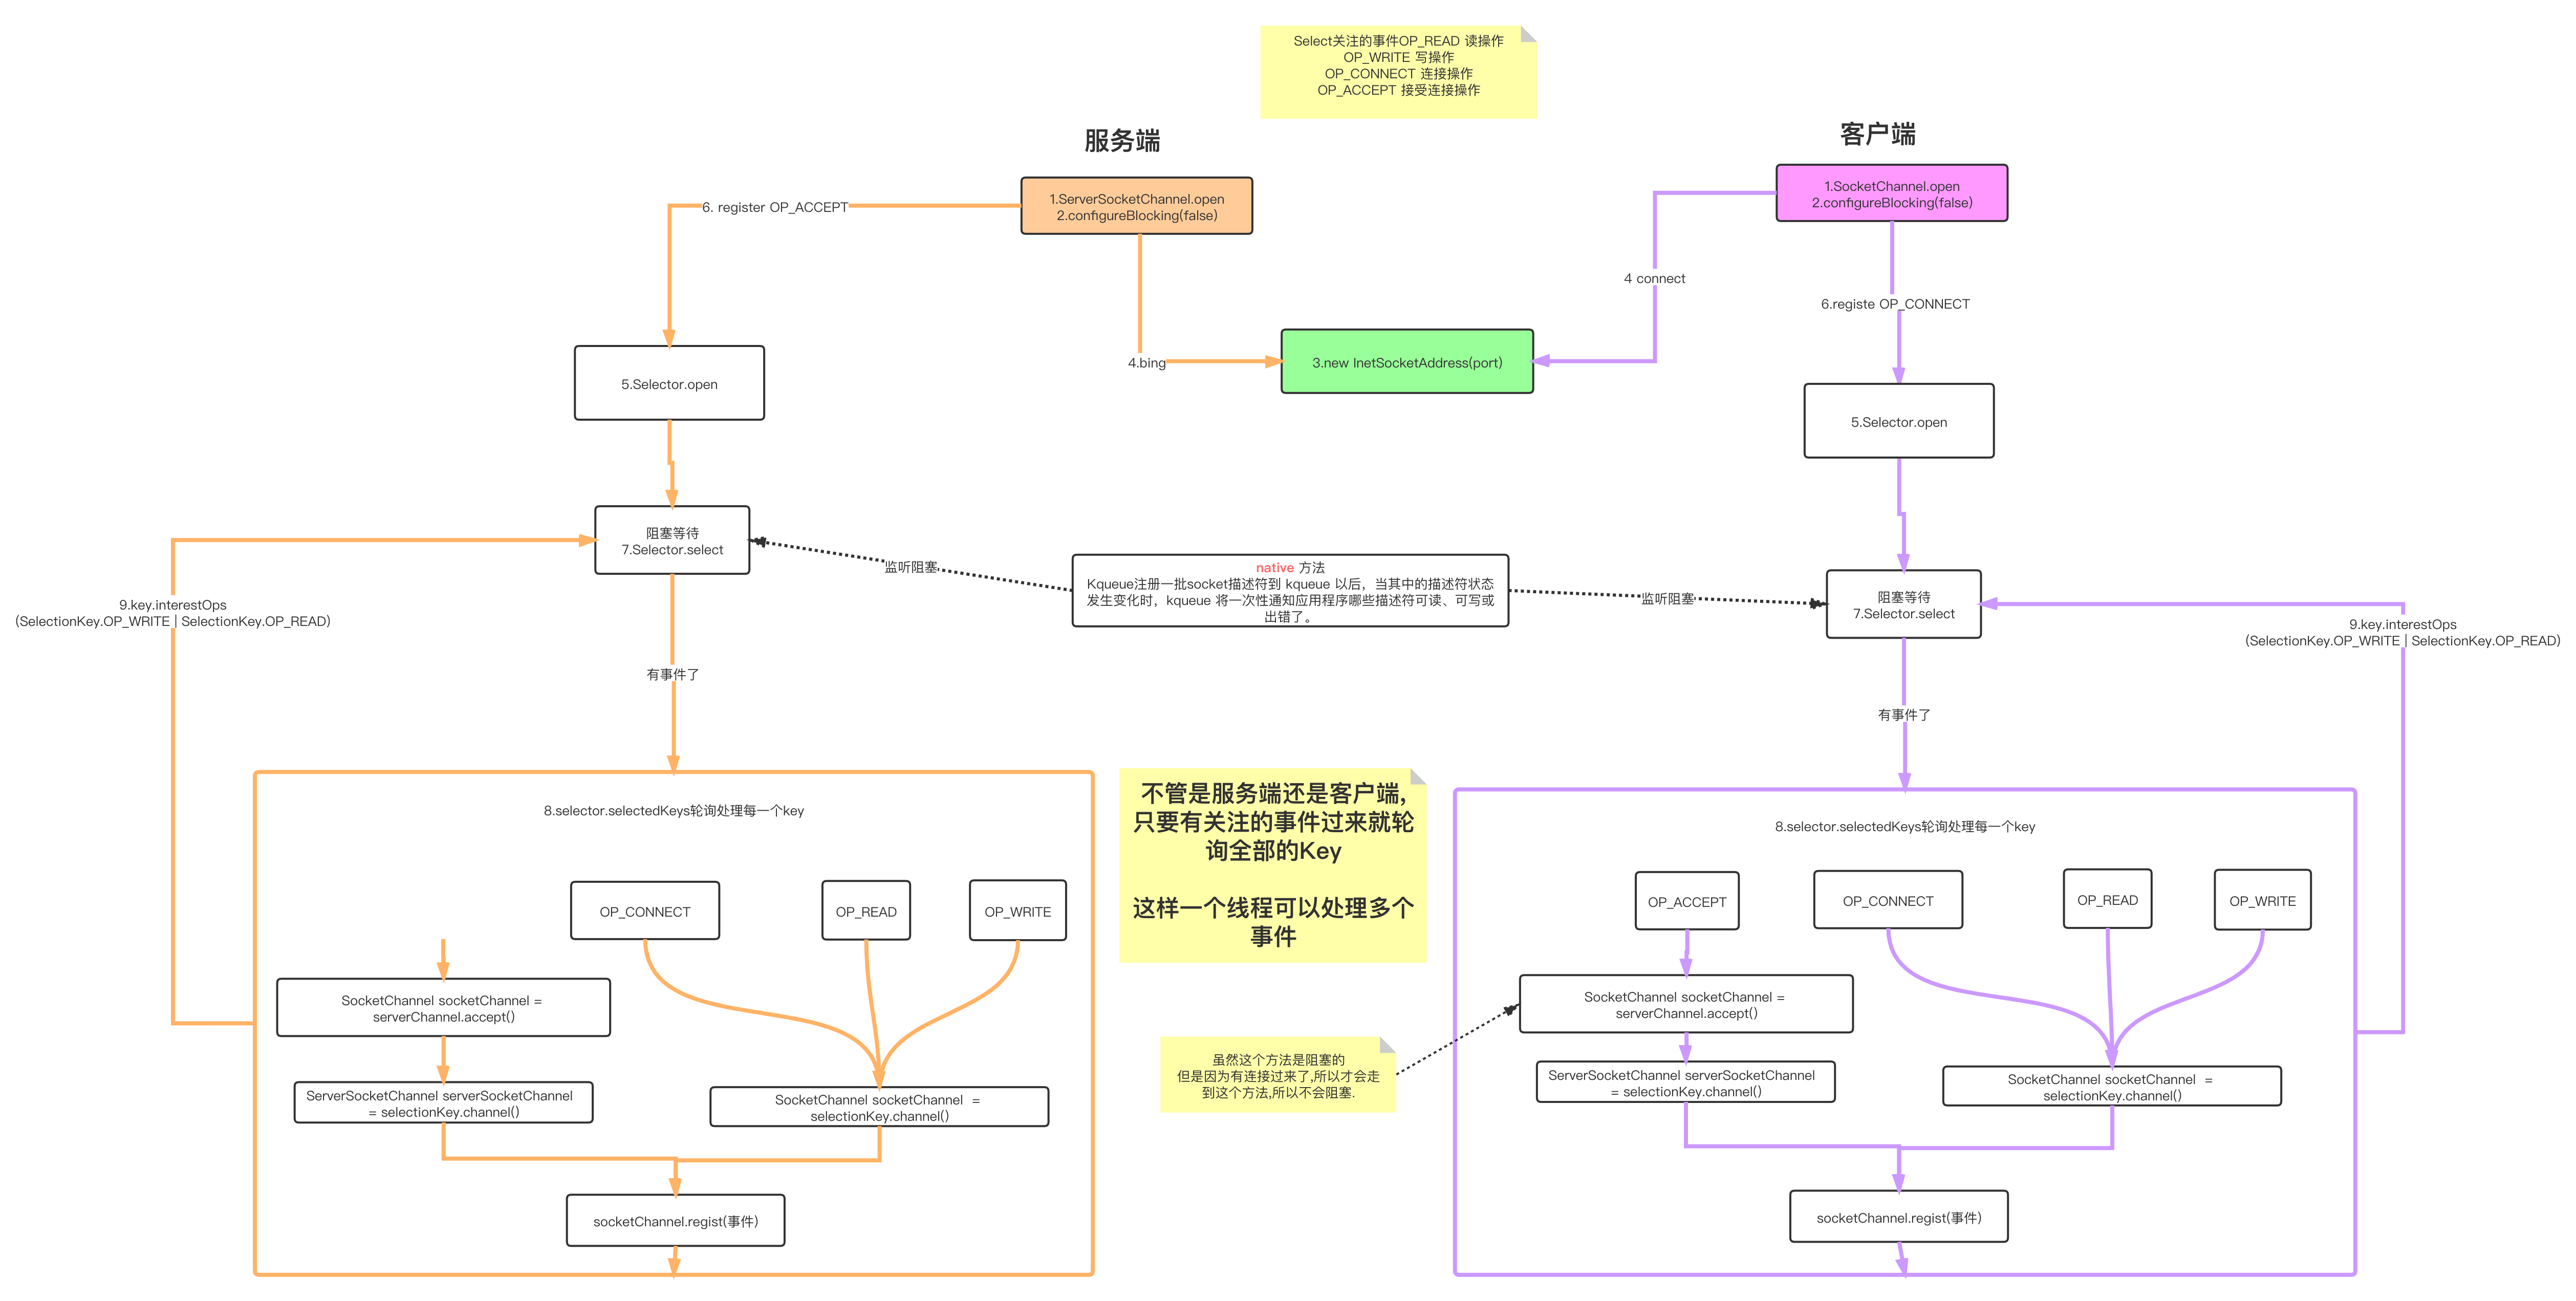 Select关注的事件OP_READ 读操作
OP_WRITE 写操作
OP_CONNECT 连接操作
OP_ACCEPT 接受连接操作
服务端
客户端
1.ServerSocketChannel.open
2.configureBlocking(false)
1.SocketChannel.open
2.configureBlocking(false)
6. register OP_ACCEPT
4 connect
6.registe OP_CONNECT
4.bing
3.new InetSocketAddress(port)
5.Selector.open
5.Selector.open
阻塞等待
7.Selector.select
监听阻塞
native 方法
Kqueue注册一批socket描述符到 kqueue 以后，当其中的描述符状态
发生变化时，kqueue 将一次性通知应用程序哪些描述符可读、可写或
出错了。
监听阻塞
阻塞等待
7.Selector.select
9.key.interestOps
(SelectionKey.OP_WRITE | SelectionKey.OP_READ)
9.key.interestOps
(SelectionKey.OP_WRITE | SelectionKey.OP_READ)
有事件了
有事件了
8.selector.selectedKeys轮询处理每一个key
OP_CONNECT
OP_READ
OP_WRITE
SocketChannel socketChannel =
serverChannel.accept()
ServerSocketChannel serverSocketChannel
= selectionKey.channel()
SocketChannel socketChannel =
selectionKey.channel()
socketChannel.regist(事件)
不管是服务端还是客户端,
只要有关注的事件过来就轮
询全部的Key
这样一个线程可以处理多个
事件
虽然这个方法是阻塞的
但是因为有连接过来了,所以才会走
到这个方法,所以不会阻塞.
8.selector.selectedKeys轮询处理每一个key
OP_ACCEPT
OP_CONNECT
OP_READ
OP_WRITE
SocketChannel socketChannel =
serverChannel.accept()
ServerSocketChannel serverSocketChannel
= selectionKey.channel()
SocketChannel socketChannel =
selectionKey.channel()
socketChannel.regist(事件)